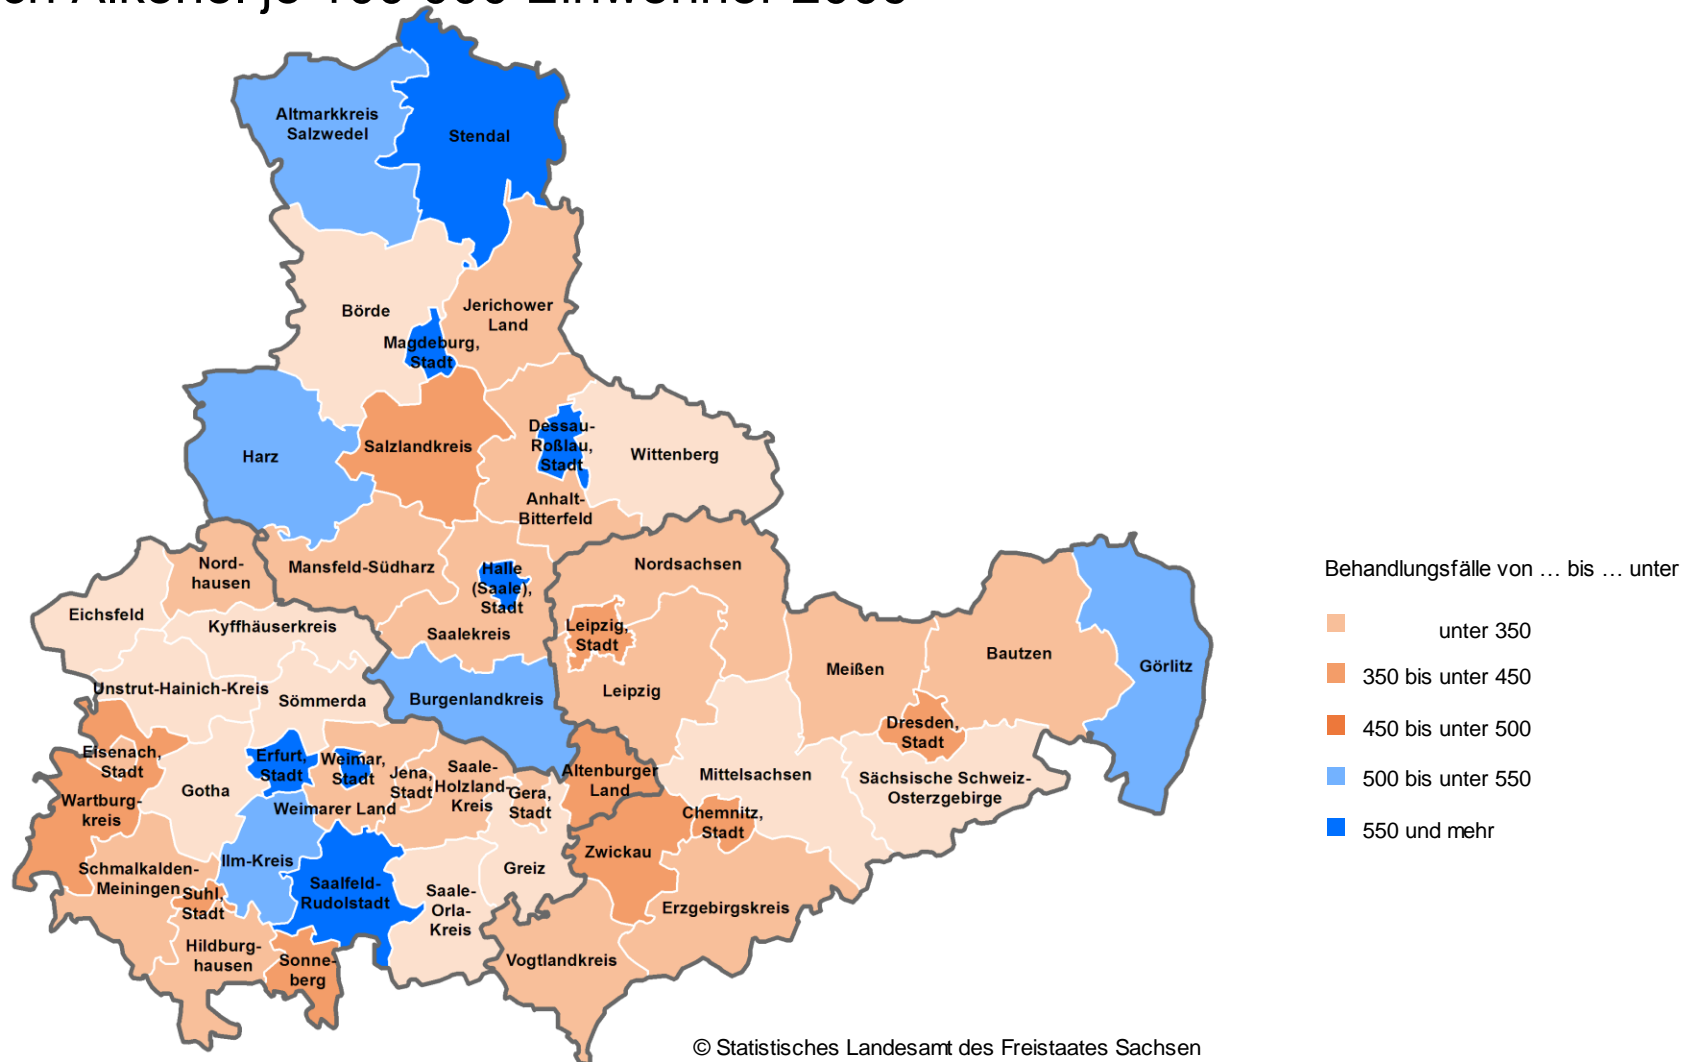 je 100 000 Einwohner
Altmarkkreis
Salzwedel
Stendal
Börde
Jerichower
Land
Magdeburg,
Stadt
Harz
Salzlandkreis
Dessau-
Roßlau,
Stadt
Wittenberg
Anhalt-
Bitterfeld
Nord-
hausen
Mansfeld-Südharz
Halle
(Saale),
Stadt
Nordsachsen
Eichsfeld
Kyffhäuserkreis
Saalekreis
Leipzig,
Stadt
Meißen
Bautzen
Görlitz
Unstrut-Hainich-Kreis
Sömmerda
Burgenlandkreis
Leipzig
Dresden,
Stadt
Eisenach,
Stadt
Erfurt,
Stadt
Weimar,
Stadt
Jena,
Stadt
Saale-
Holzland-
Kreis
Gera,
Stadt
Altenburger
Land
Mittelsachsen
Sächsische Schweiz-
Osterzgebirge
Wartburg-
kreis
Gotha
Weimarer Land
Chemnitz,
Stadt
Zwickau
Schmalkalden-
Meiningen
Ilm-Kreis
Suhl,
Stadt
Saalfeld-
Rudolstadt
Saale-
Orla-
Kreis
Greiz
Erzgebirgskreis
Hildburg-
hausen
Sonne-
berg
Vogtlandkreis
Behandlungsfälle von … bis … unter
unter 350
350 bis unter 450
450 bis unter 500
500 bis unter 550
550 und mehr
© Statistisches Landesamt des Freistaates Sachsen